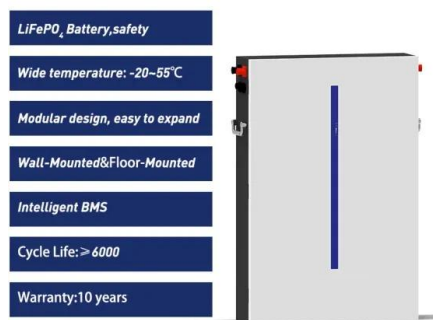 LiFePO4 Battery,safety
Wide temperature: -20~55℃
Modular design, easy to expand
Wall-Mounted&Floor-Mounted
Intelligent BMS
Cycle Life:≥6000
Warranty:10 years